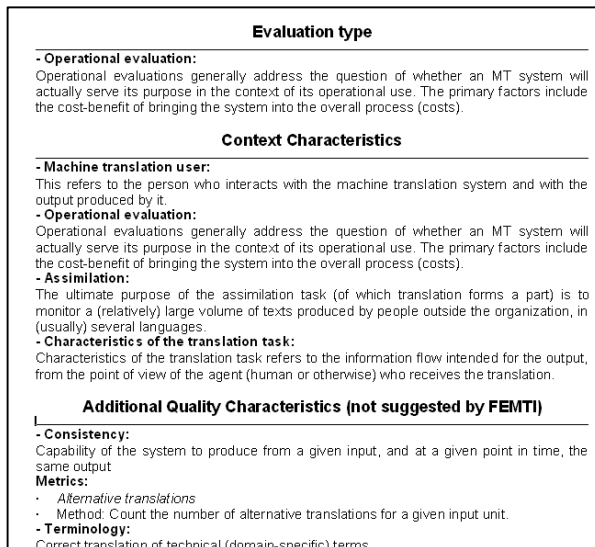 Evaluation type
- Operational evaluation:
Operational evaluations generally address the question of whether an MT system will
actually serve its purpose in the context of its operational use. The primary factors include
the cost-benefit of bringing the system into the overall process (costs).
Context Characteristics
- Machine translation user:
This refers to the person who interacts with the machine translation system and with the
output produced by it.
- Operational evaluation:
Operational evaluations generally address the question of whether an MT system will
actually serve its purpose in the context of its operational use. The primary factors include
the cost-benefit of bringing the system into the overall process (costs).
- Assimilation:
The ultimate purpose of the assimilation task (of which translation forms a part) is to
monitor a (relatively) large volume of texts produced by people outside the organization, in
(usually) several languages.
- Characteristics of the translation task:
Characteristics of the translation task refers to the information flow intended for the output,
from the point of view of the agent (human or otherwise) who receives the translation.
Additional Quality Characteristics (not suggested by FEMTI)
- Consistency:
Capability of the system to produce from a given input, and at a given point in time, the
same output
Metrics:
· Alternative translations
· Method: Count the number of alternative translations for a given input unit.
- Terminology:
Correct translation of technical (domain-specific) terms